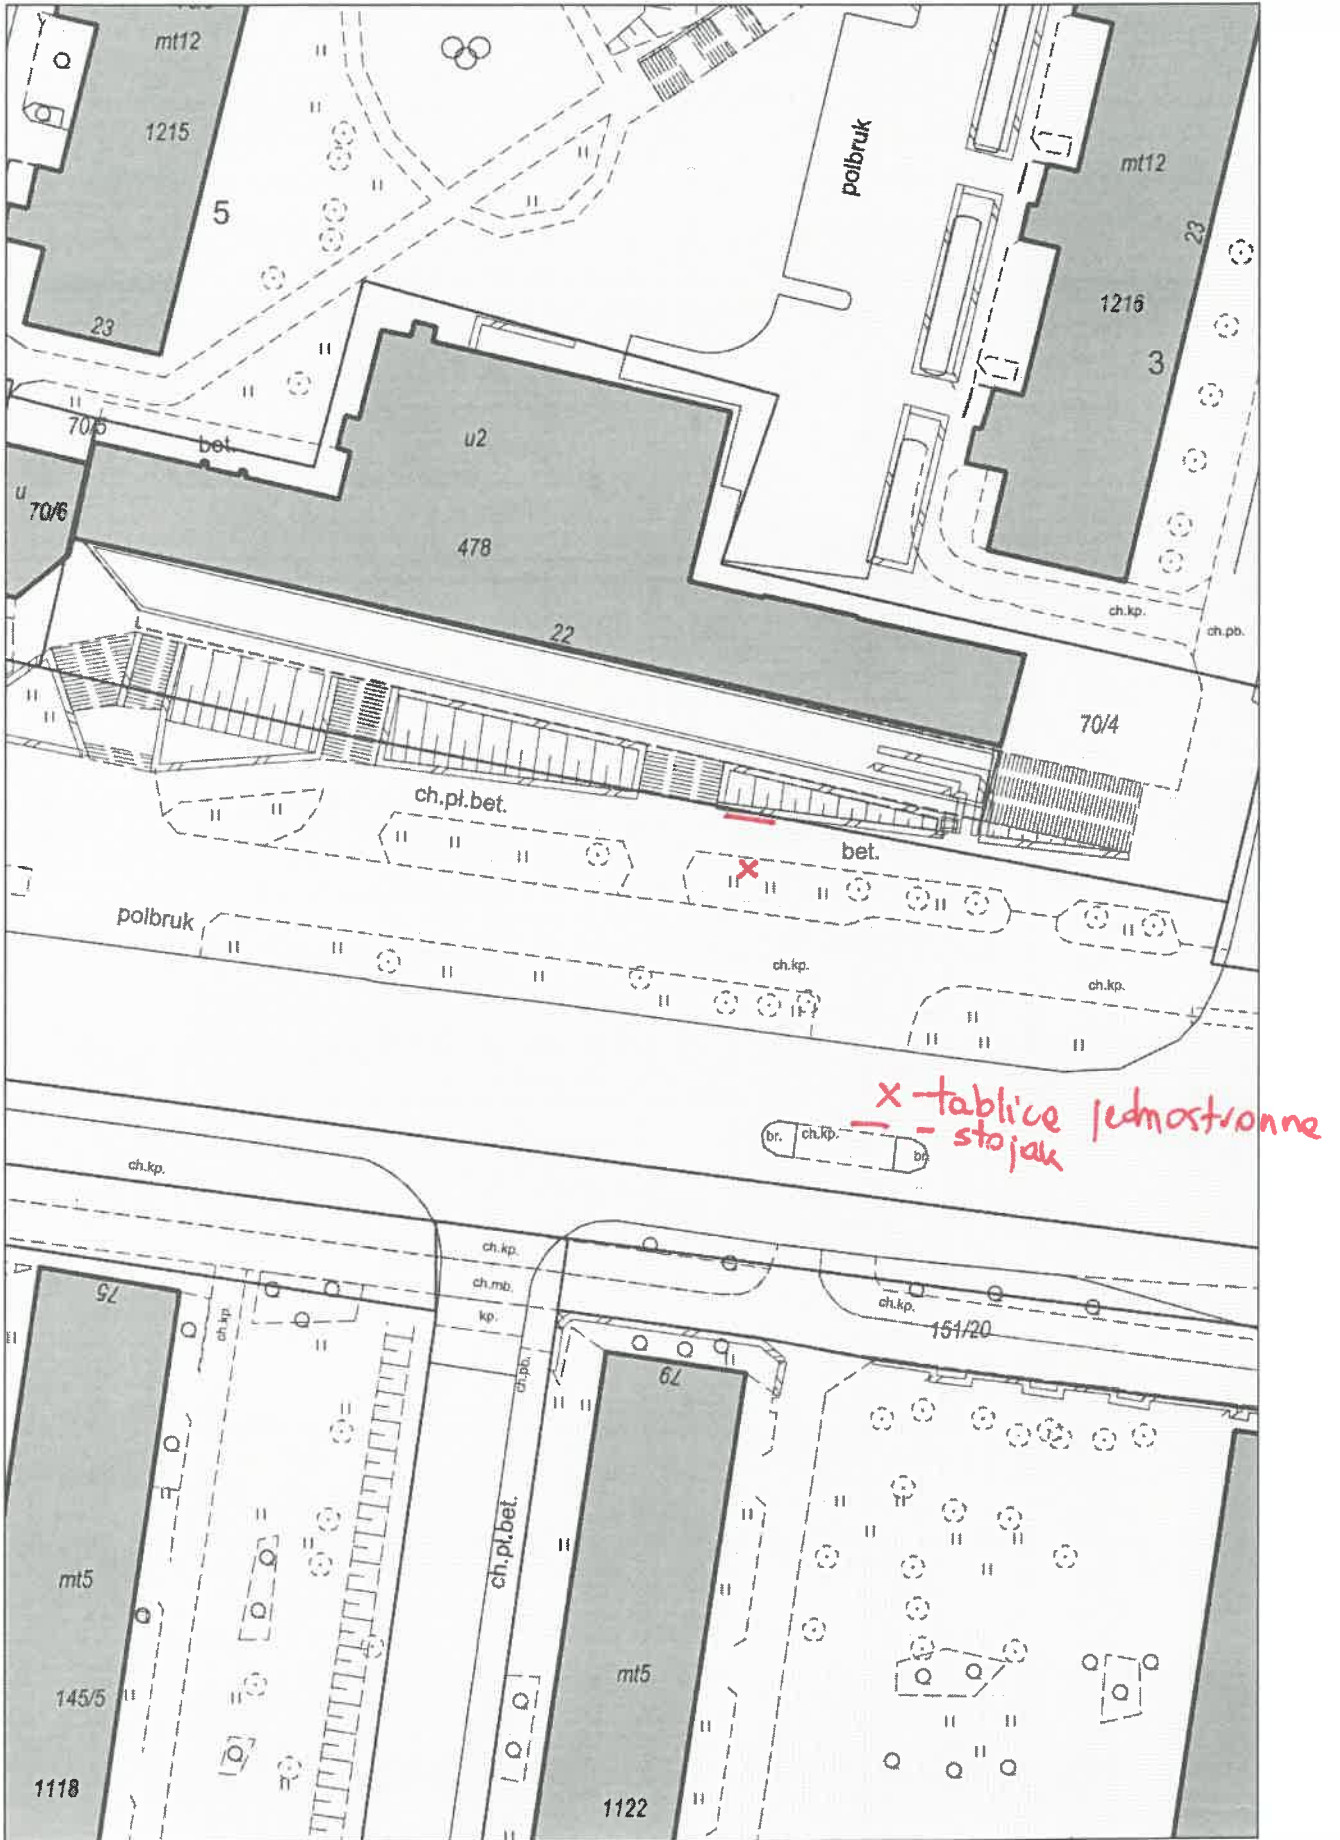 mt12
1215
5
23
polbruk
mt12
23
1216
3
70/5
bet.
u2
u
70/6
478
22
ch.kp.
ch.pb.
70/4
ch.pł.bet.
bet.
polbruk
ch.kp.
ch.kp.
x - tablice jednostronne
— - stojak
br.
ch.kp.
br.
ch.kp.
ch.kp.
ch.mb.
kp.
ch.kp.
151/20
75
ch.kp.
ch.pb.
79
ch.pł.bet.
mt5
145/5
1118
mt5
1122